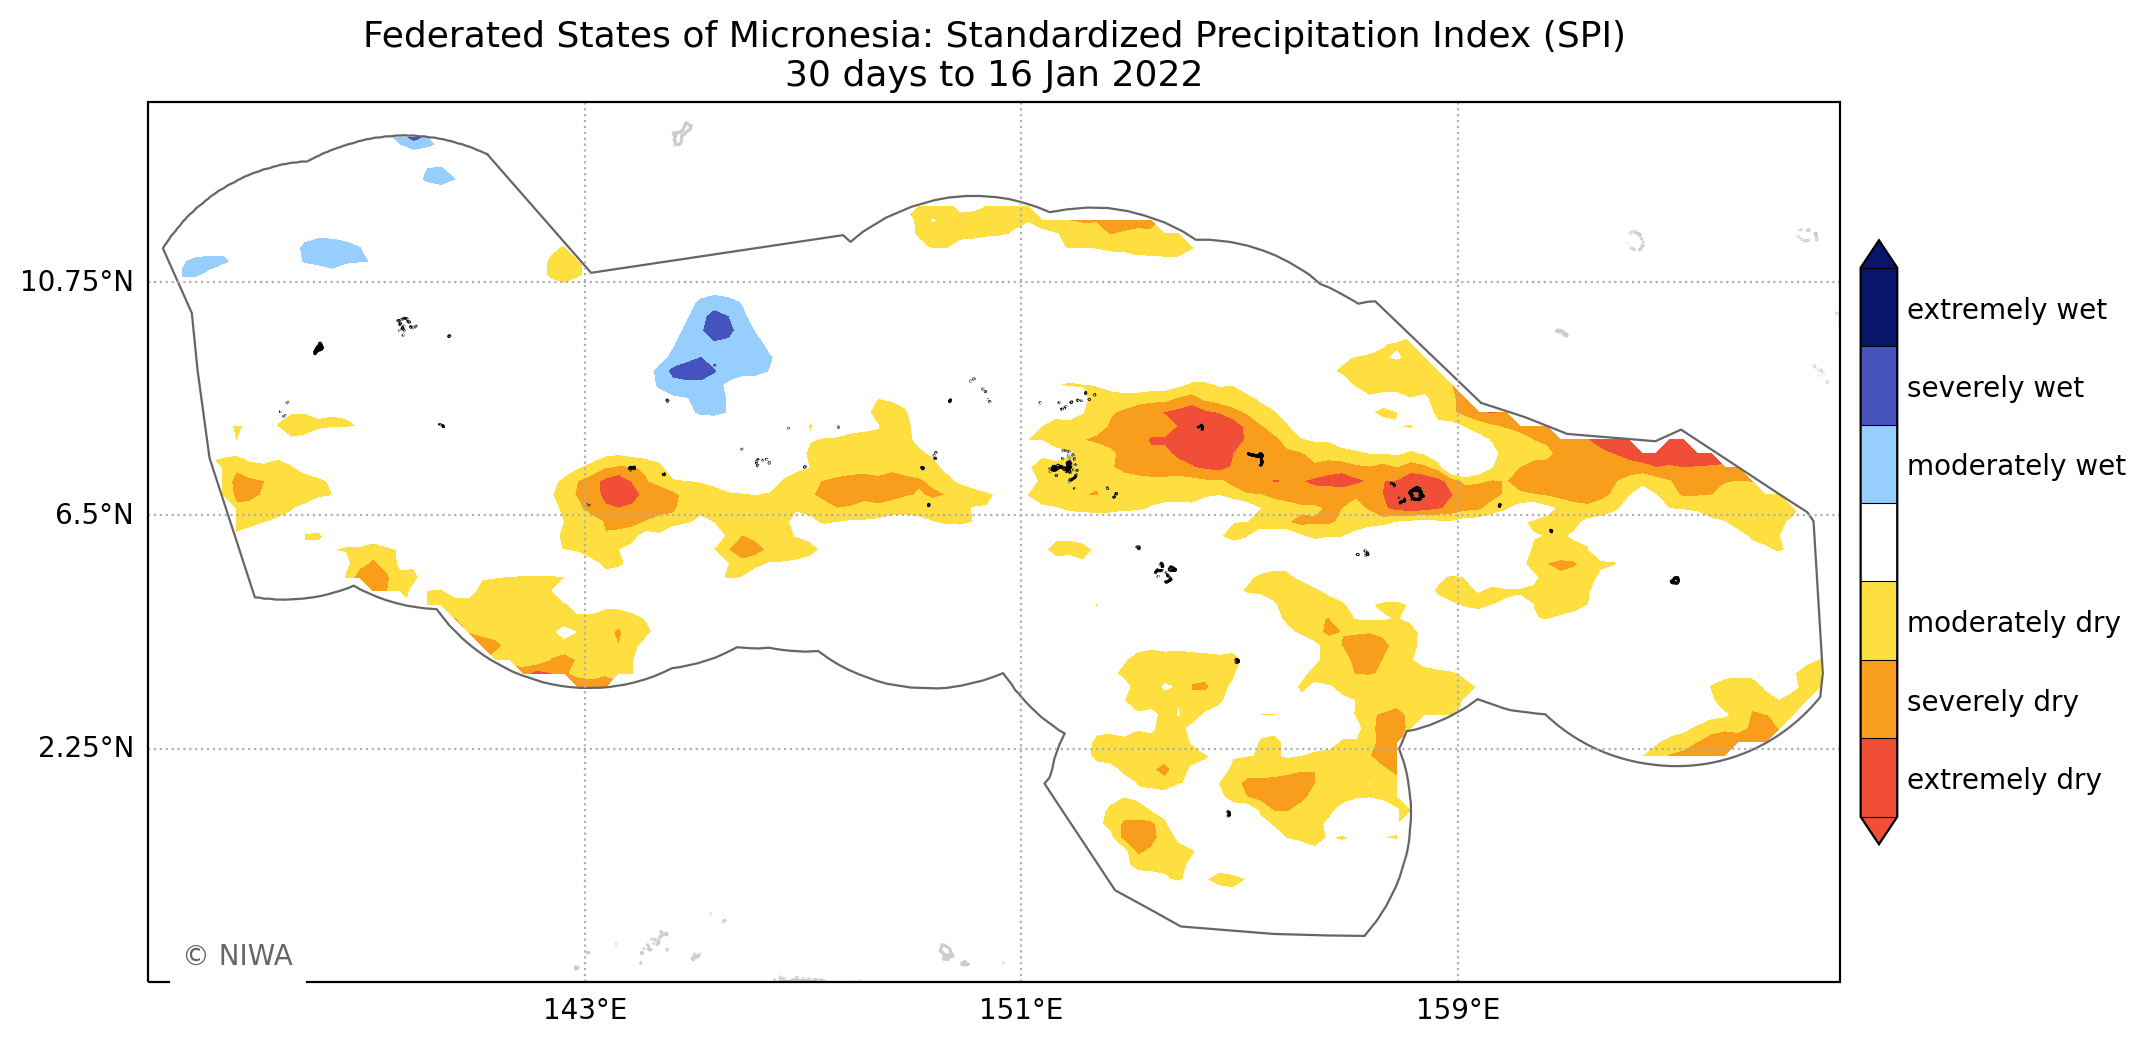 Federated States of Micronesia: Standardized Precipitation Index (SPI)
30 days to 16 Jan 2022
10.75°N
6.5°N
2.25°N
143°E
151°E
159°E
© NIWA
extremely wet
severely wet
moderately wet
moderately dry
severely dry
extremely dry